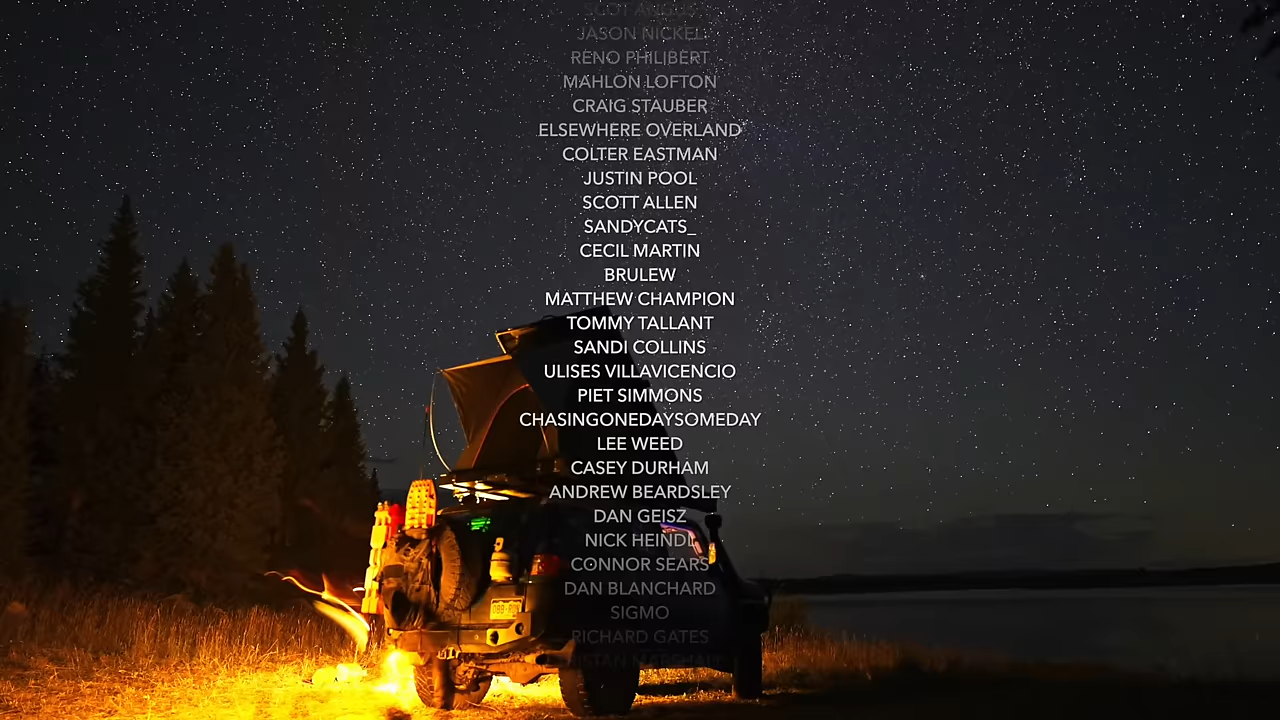 JASON NICKEL
RENO PHILIBERT
MAHLON LOFTON
CRAIG STAUBER
ELSEWHERE OVERLAND
COLTER EASTMAN
JUSTIN POOL
SCOTT ALLEN
SANDYCATS_
CECIL MARTIN
BRULEW
MATTHEW CHAMPION
TOMMY TALLANT
SANDI COLLINS
ULISES VILLAVICENCIO
PIET SIMMONS
CHASINGONEDAYSOMEDAY
LEE WEED
CASEY DURHAM
ANDREW BEARDSLEY
DAN GEISZ
NICK HEINDL
CONNOR SEARS
DAN BLANCHARD
SIGMO
RICHARD GATES